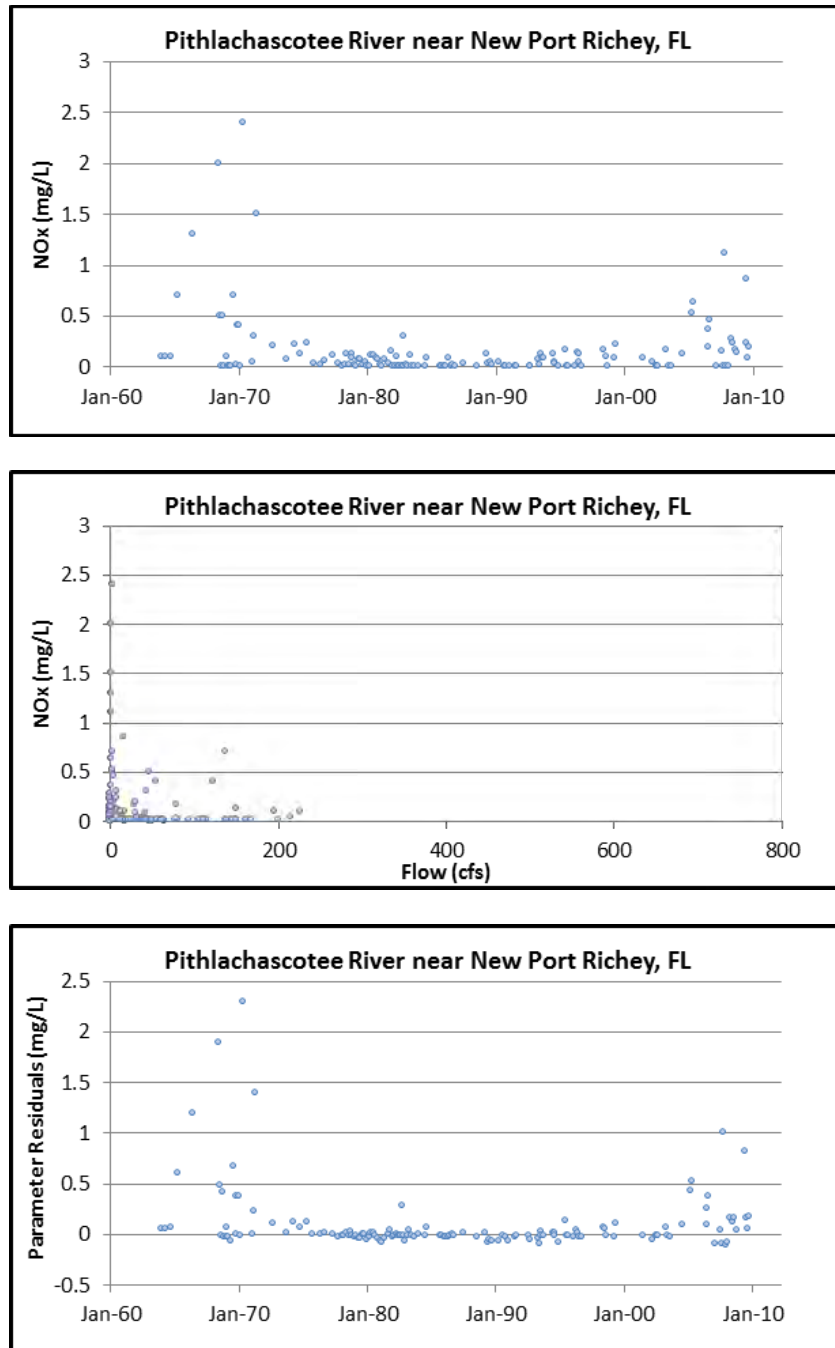 Pithlachascotee River near New Port Richey, FL
3
2.5
2
1.5
1
0.5
0
NOx (mg/L)
Jan-60 Jan-70 Jan-80 Jan-90 Jan-00 Jan-10
Pithlachascotee River near New Port Richey, FL
3
2.5
2
1.5
1
0.5
0
NOx (mg/L)
0 200 400 600 800
Flow (cfs)
Pithlachascotee River near New Port Richey, FL
2.5
2
1.5
1
0.5
0
-0.5
Parameter Residuals (mg/L)
Jan-60 Jan-70 Jan-80 Jan-90 Jan-00 Jan-10